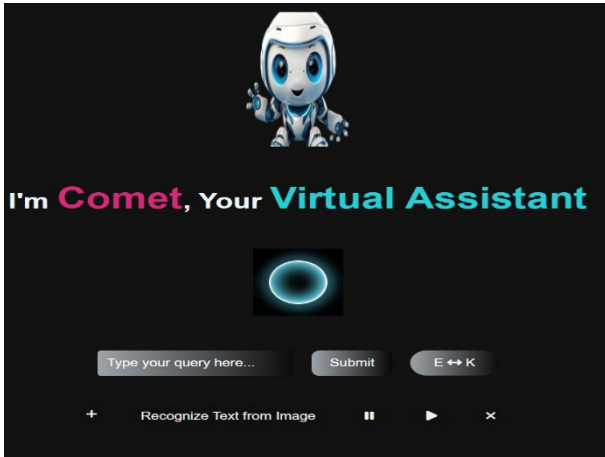 I'm Comet, Your Virtual Assistant
Type your query here... Submit E ↔ K
+ Recognize Text from Image